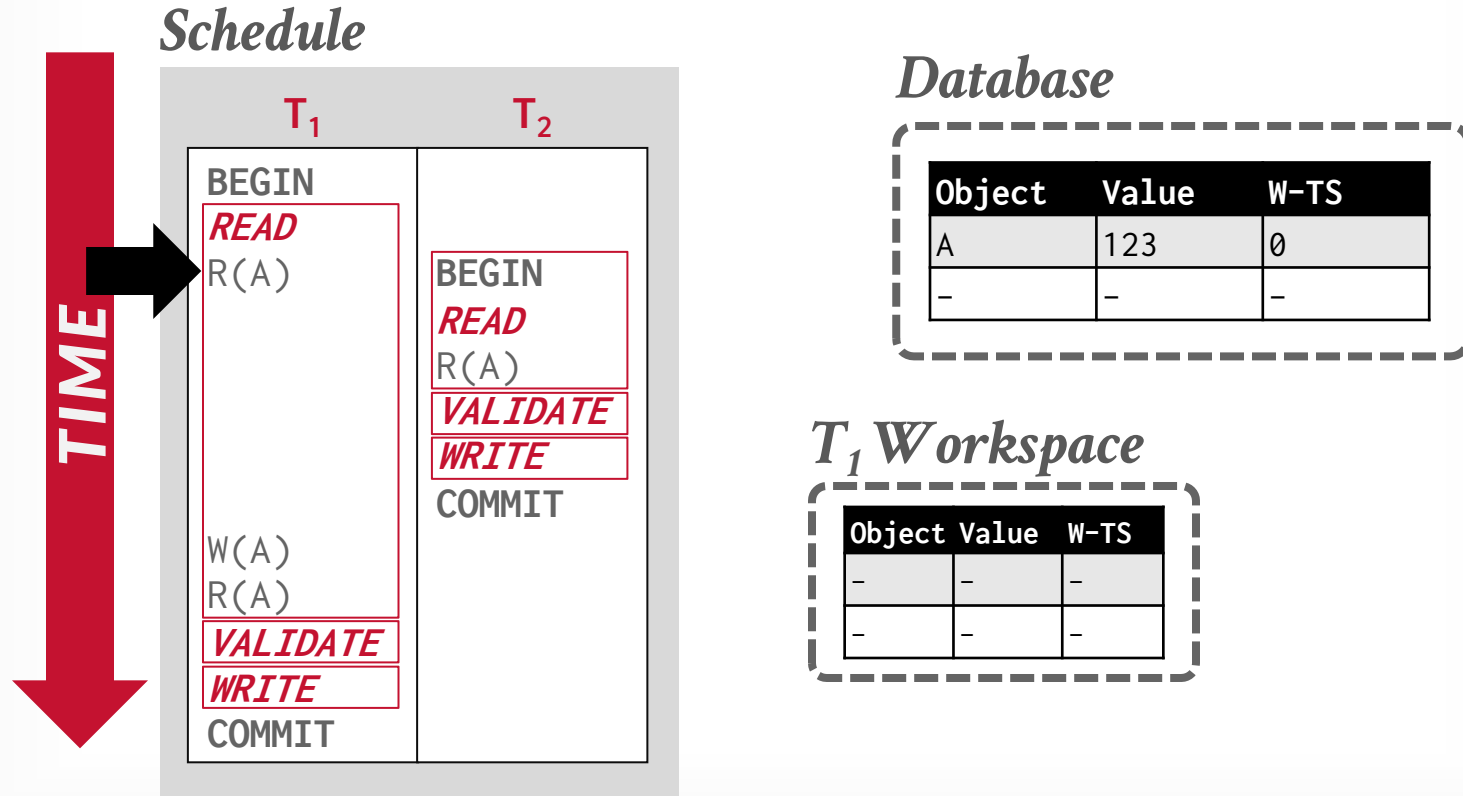 Schedule
TIME
T1 T2
BEGIN
READ
R(A) BEGIN
READ
R(A)
VALIDATE
WRITE
COMMIT
W(A)
R(A)
VALIDATE
WRITE
COMMIT
Database
Object Value W-TS
A 123 0
– – –
T1 Workspace
Object Value W-TS
– – –
– – –